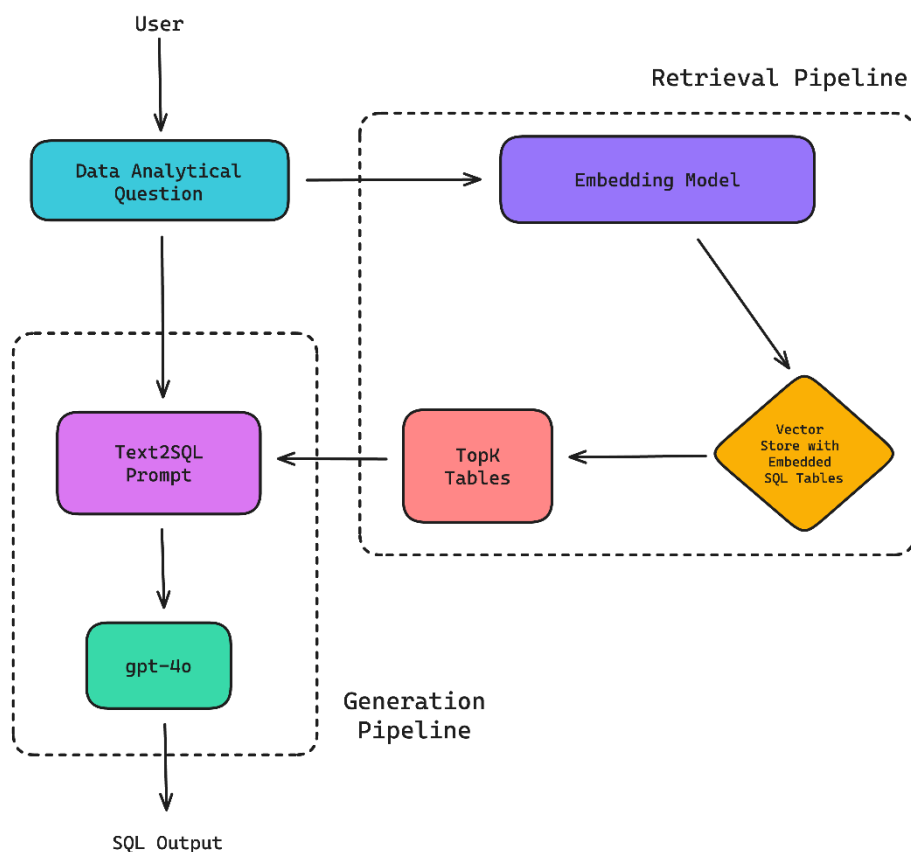 User
Retrieval Pipeline
Data Analytical
Question
Embedding Model
Vector
Store with
Embedded
SQL Tables
TopK
Tables
Text2SQL
Prompt
gpt-4o
Generation
Pipeline
SQL Output